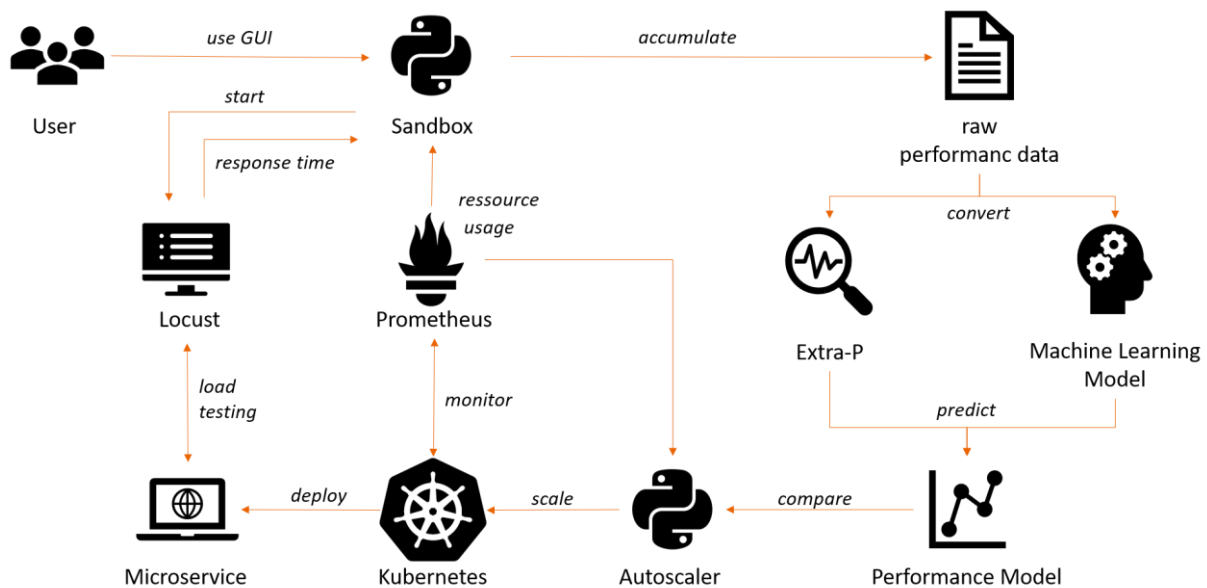 use GUI
accumulate
User
start
Sandbox
raw
performanc data
response time
ressource
usage
convert
Locust
Prometheus
Extra-P
Machine Learning
Model
load
testing
monitor
predict
deploy
scale
compare
Microservice
Kubernetes
Autoscaler
Performance Model